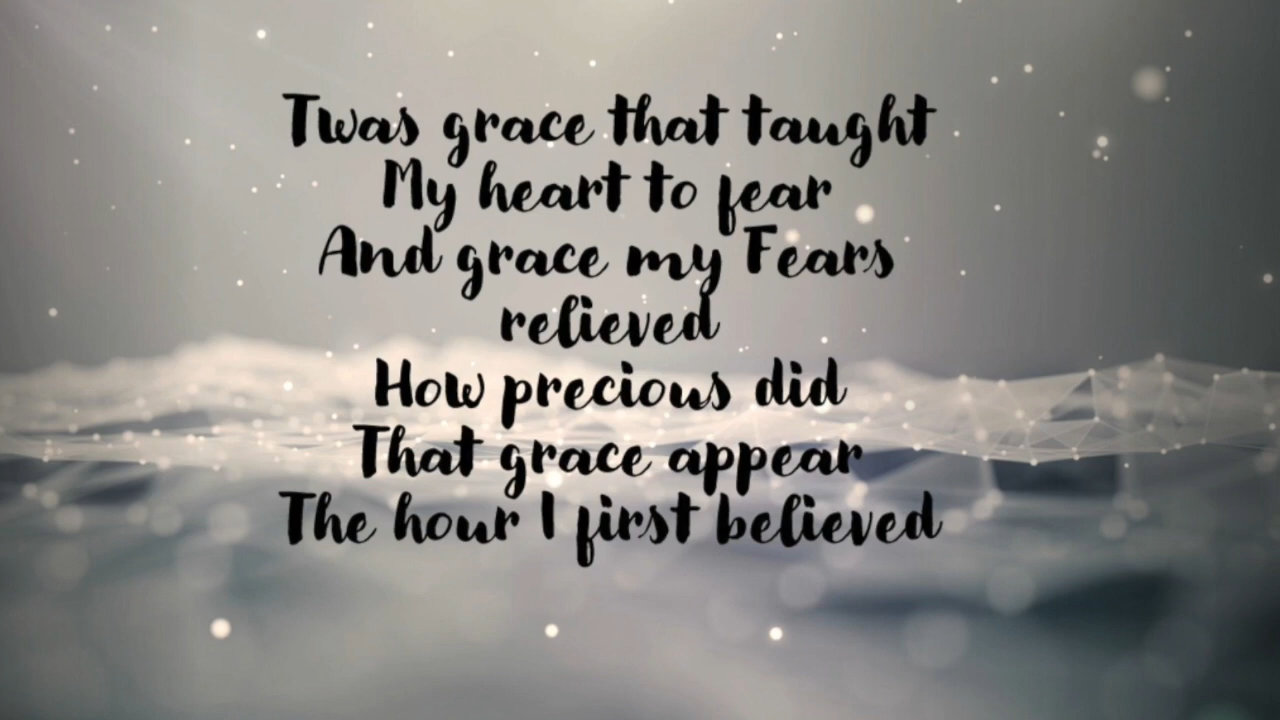 Twas grace that taught
My heart to fear
And grace my Fears
relieved
How precious did
That grace appear
The hour I first believed